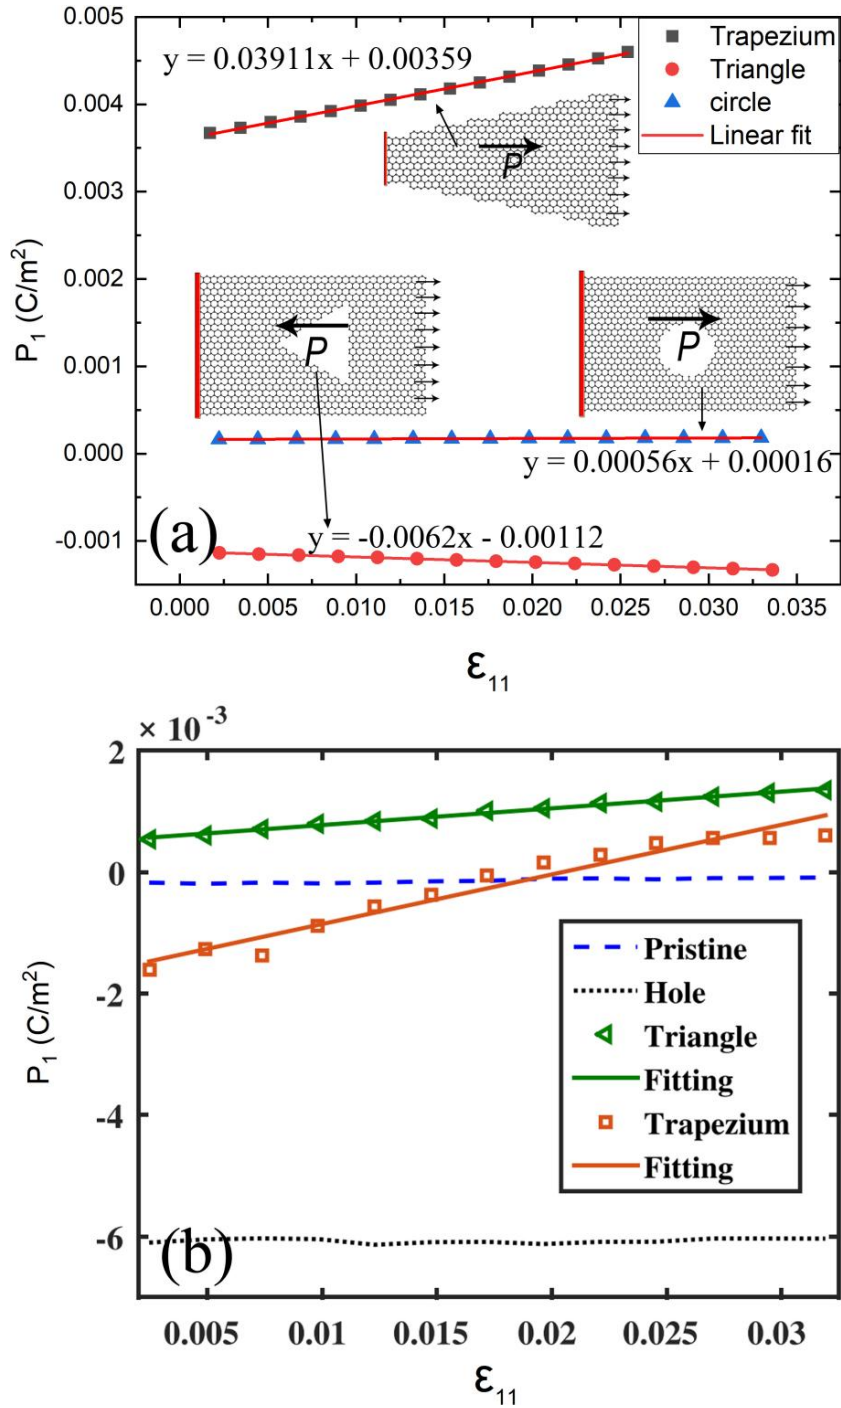 0.005
0.004
0.003
0.002
0.001
0.000
-0.001
P1 (C/m²)
y = 0.03911x + 0.00359
Trapezium
Triangle
circle
Linear fit
P
P
P
y = 0.00056x + 0.00016
y = -0.0062x - 0.00112
(a)
0.000 0.005 0.010 0.015 0.020 0.025 0.030 0.035
ε11
× 10⁻³
2
0
-2
-4
-6
P1 (C/m²)
Pristine
Hole
Triangle
Fitting
Trapezium
Fitting
(b)
0.005 0.01 0.015 0.02 0.025 0.03
ε11